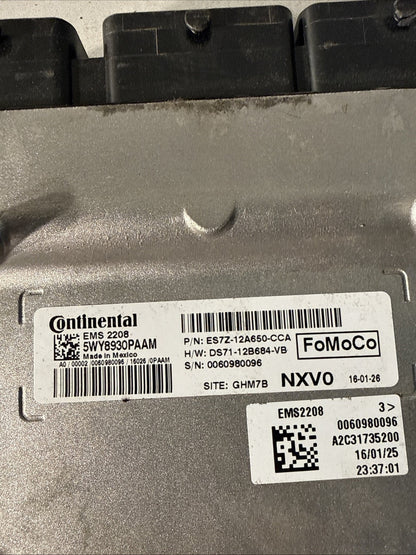 Continental
EMS 2208
5WY8930PAAM
Made in Mexico
A0 / 00002 /0060980096 / 16026 /0PAAM
P/N: ES7Z-12A650-CCA
H/W: DS71-12B684-VB
S/N: 0060980096
FoMoCo
SITE: GHM7B NXV0 16-01-26
EMS2208 3>
0060980096
A2C31735200
16/01/25
23:37:01